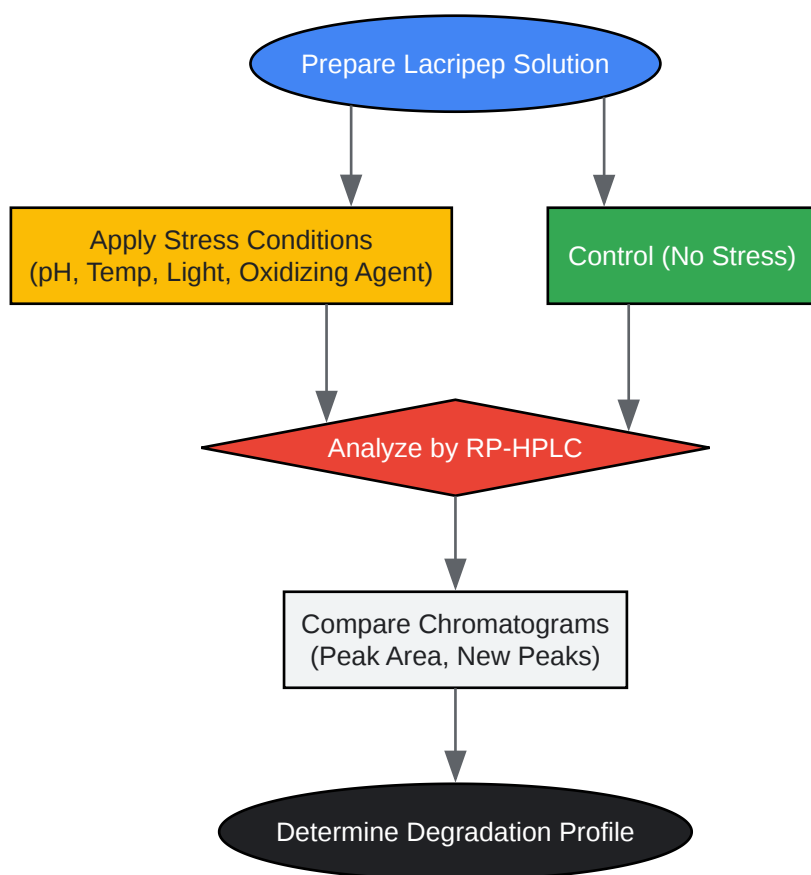 Prepare Lacripep Solution
Apply Stress Conditions
(pH, Temp, Light, Oxidizing Agent)
Control (No Stress)
Analyze by RP-HPLC
Compare Chromatograms
(Peak Area, New Peaks)
Determine Degradation Profile